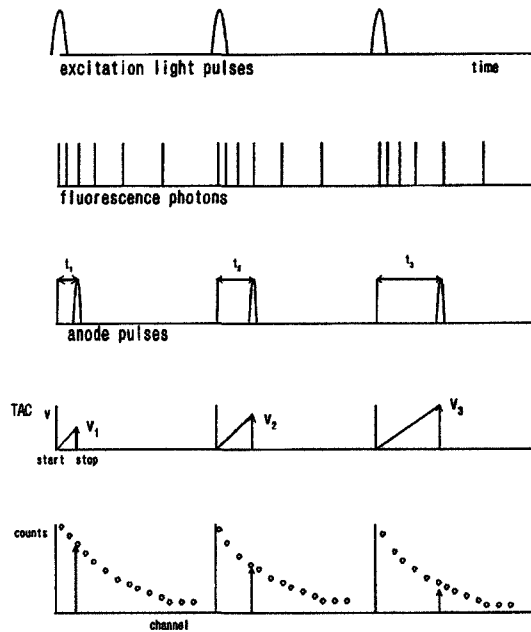 excitation light pulses
time
fluorescence photons
t₁
t₂
t₃
anode pulses
TAC
V
V₁
V₂
V₃
start stop
counts
channel